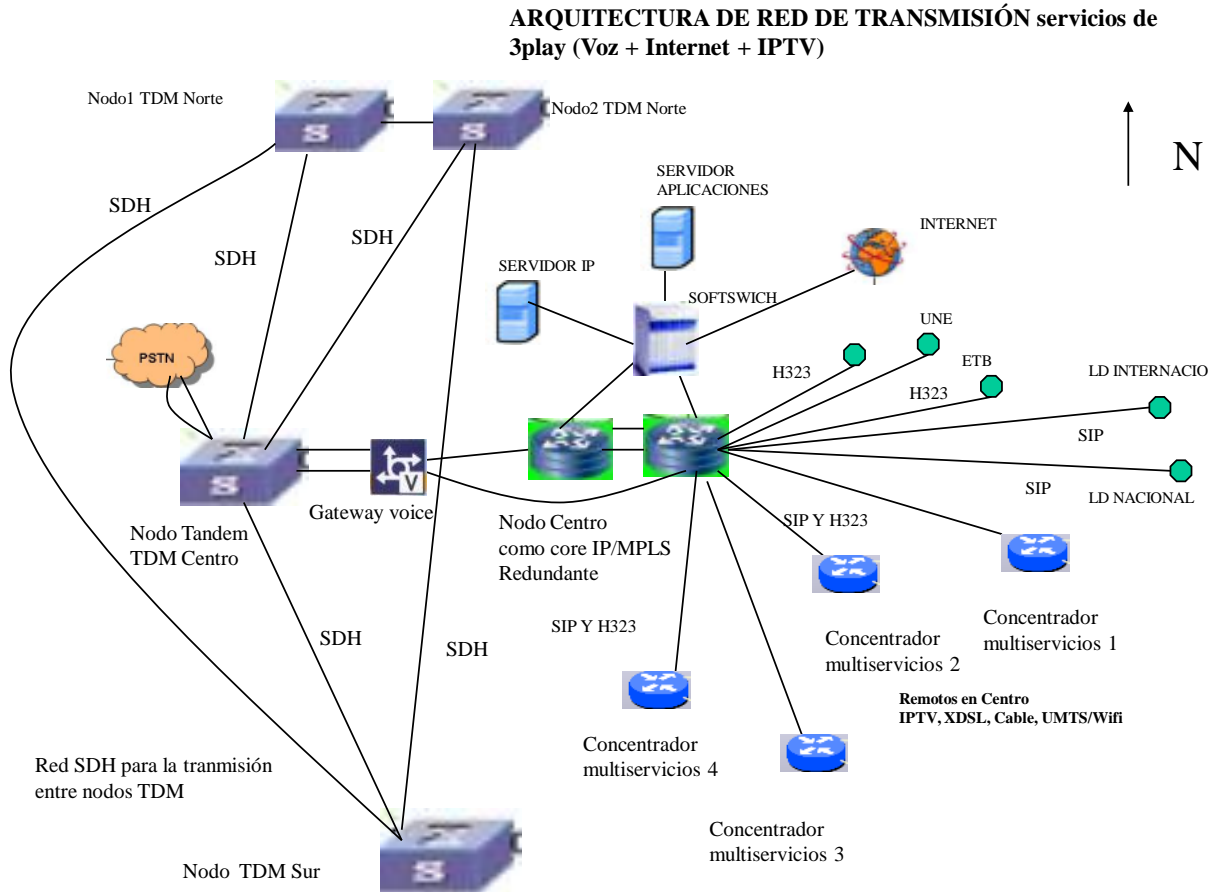 ARQUITECTURA DE RED DE TRANSMISIÓN servicios de
3play (Voz + Internet + IPTV)
Nodo1 TDM Norte
Nodo2 TDM Norte
N
SERVIDOR
APLICACIONES
SDH
SDH
SDH
INTERNET
SERVIDOR IP
SOFTSWICH
UNE
PSTN
H323
ETB
LD INTERNACIO
H323
SIP
SIP
LD NACIONAL
V
Gateway voice
Nodo Tandem
TDM Centro
Nodo Centro
como core IP/MPLS
Redundante
SIP Y H323
SIP Y H323
Concentrador
multiservicios 1
Concentrador
multiservicios 2
SDH
SDH
Remotos en Centro
IPTV, XDSL, Cable, UMTS/Wifi
Concentrador
multiservicios 4
Red SDH para la tranmisión
entre nodos TDM
Concentrador
multiservicios 3
Nodo TDM Sur
S
S
S
S